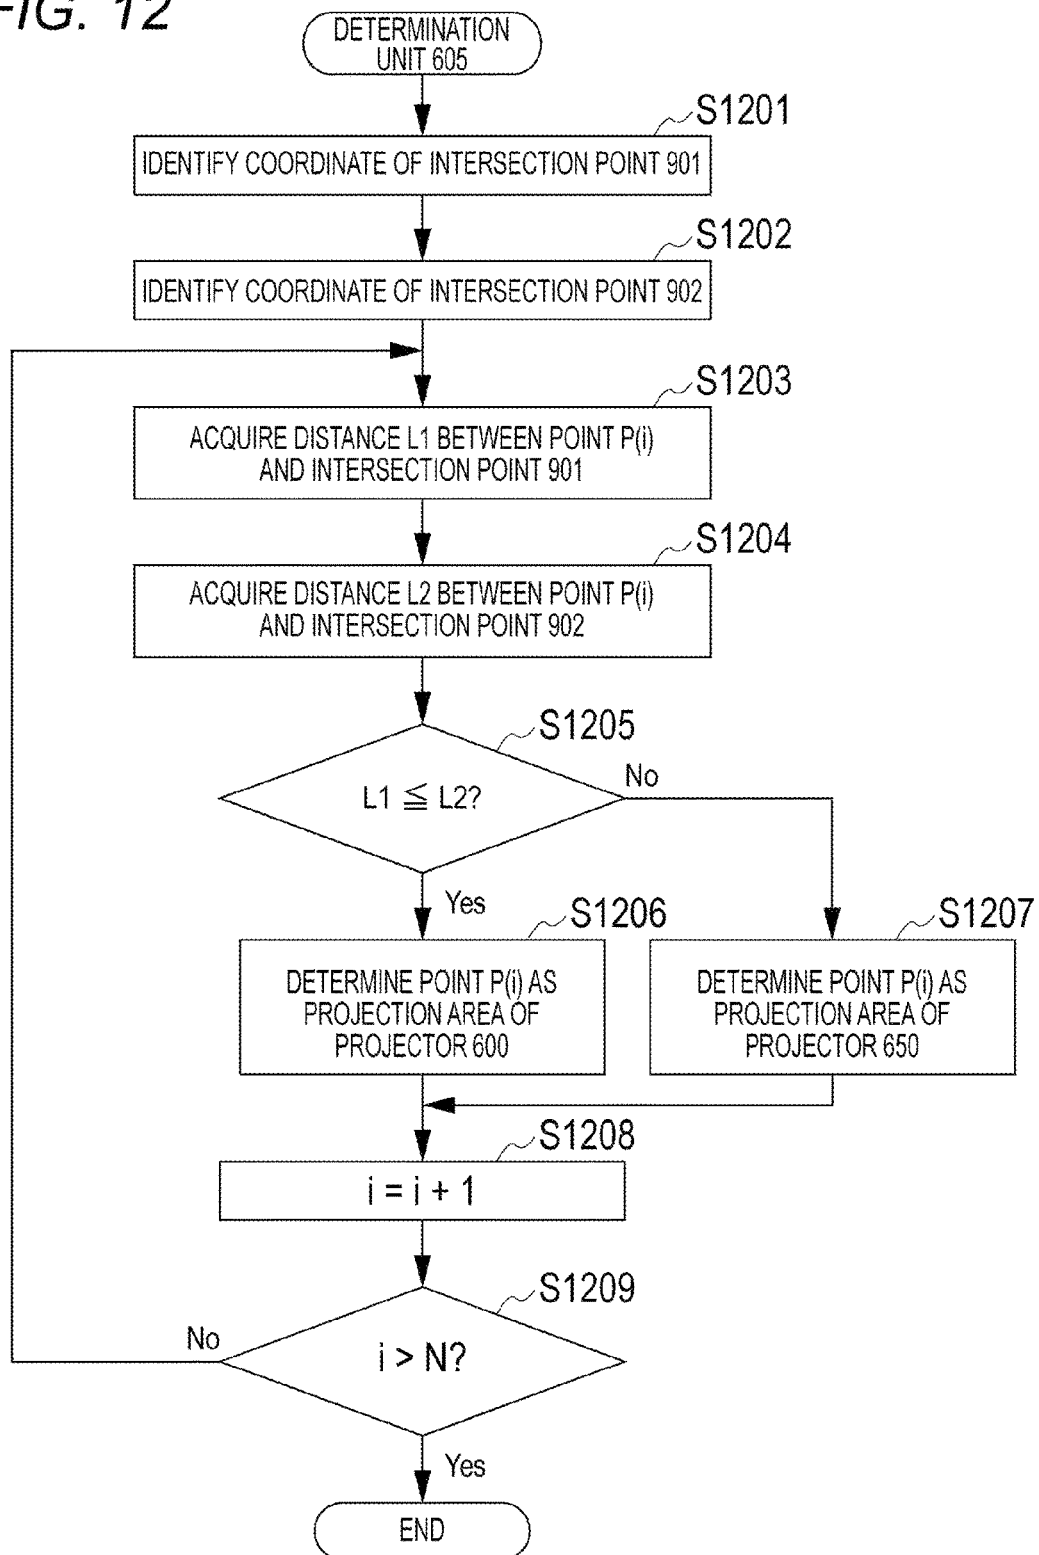 FIG. 12
DETERMINATION
UNIT 605
S1201
IDENTIFY COORDINATE OF INTERSECTION POINT 901
S1202
IDENTIFY COORDINATE OF INTERSECTION POINT 902
S1203
ACQUIRE DISTANCE L1 BETWEEN POINT P(i)
AND INTERSECTION POINT 901
S1204
ACQUIRE DISTANCE L2 BETWEEN POINT P(i)
AND INTERSECTION POINT 902
S1205
L1 ≦ L2?
No
Yes
S1206
DETERMINE POINT P(i) AS
PROJECTION AREA OF
PROJECTOR 600
S1207
DETERMINE POINT P(i) AS
PROJECTION AREA OF
PROJECTOR 650
S1208
i = i + 1
S1209
i > N?
No
Yes
END